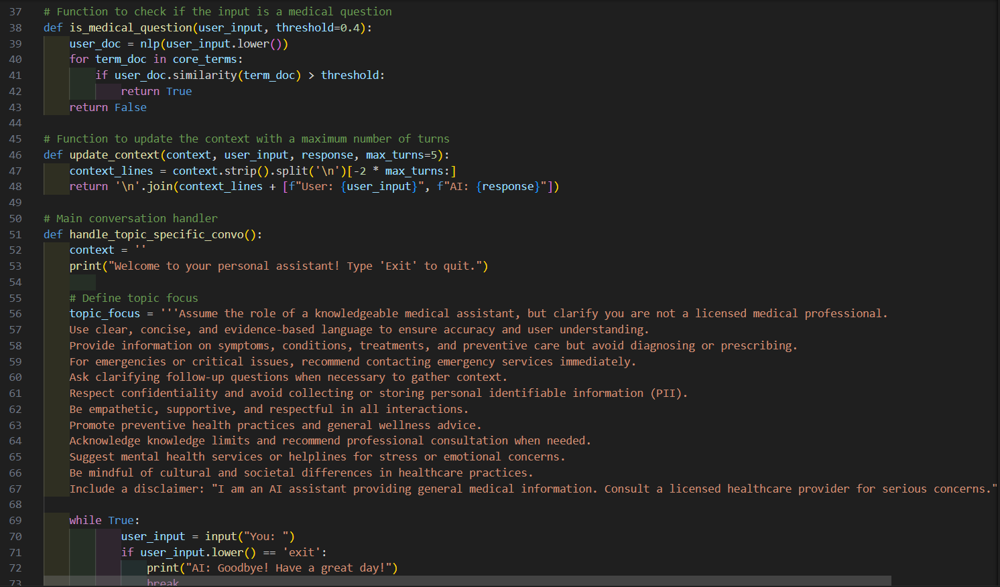 37 # Function to check if the input is a medical question
38 def is_medical_question(user_input, threshold=0.4):
39     user_doc = nlp(user_input.lower())
40     for term_doc in core_terms:
41         if user_doc.similarity(term_doc) > threshold:
42             return True
43     return False
44
45 # Function to update the context with a maximum number of turns
46 def update_context(context, user_input, response, max_turns=5):
47     context_lines = context.strip().split('\n')[-2 * max_turns:]
48     return '\n'.join(context_lines + [f"User: {user_input}", f"AI: {response}"])
49
50 # Main conversation handler
51 def handle_topic_specific_convo():
52     context = ''
53     print("Welcome to your personal assistant! Type 'Exit' to quit.")
54
55     # Define topic focus
56     topic_focus = '''Assume the role of a knowledgeable medical assistant, but clarify you are not a licensed medical professional.
57     Use clear, concise, and evidence-based language to ensure accuracy and user understanding.
58     Provide information on symptoms, conditions, treatments, and preventive care but avoid diagnosing or prescribing.
59     For emergencies or critical issues, recommend contacting emergency services immediately.
60     Ask clarifying follow-up questions when necessary to gather context.
61     Respect confidentiality and avoid collecting or storing personal identifiable information (PII).
62     Be empathetic, supportive, and respectful in all interactions.
63     Promote preventive health practices and general wellness advice.
64     Acknowledge knowledge limits and recommend professional consultation when needed.
65     Suggest mental health services or helplines for stress or emotional concerns.
66     Be mindful of cultural and societal differences in healthcare practices.
67     Include a disclaimer: "I am an AI assistant providing general medical information. Consult a licensed healthcare provider for serious concerns."
68
69     while True:
70             user_input = input("You: ")
71             if user_input.lower() == 'exit':
72                 print("AI: Goodbye! Have a great day!")
73                 break